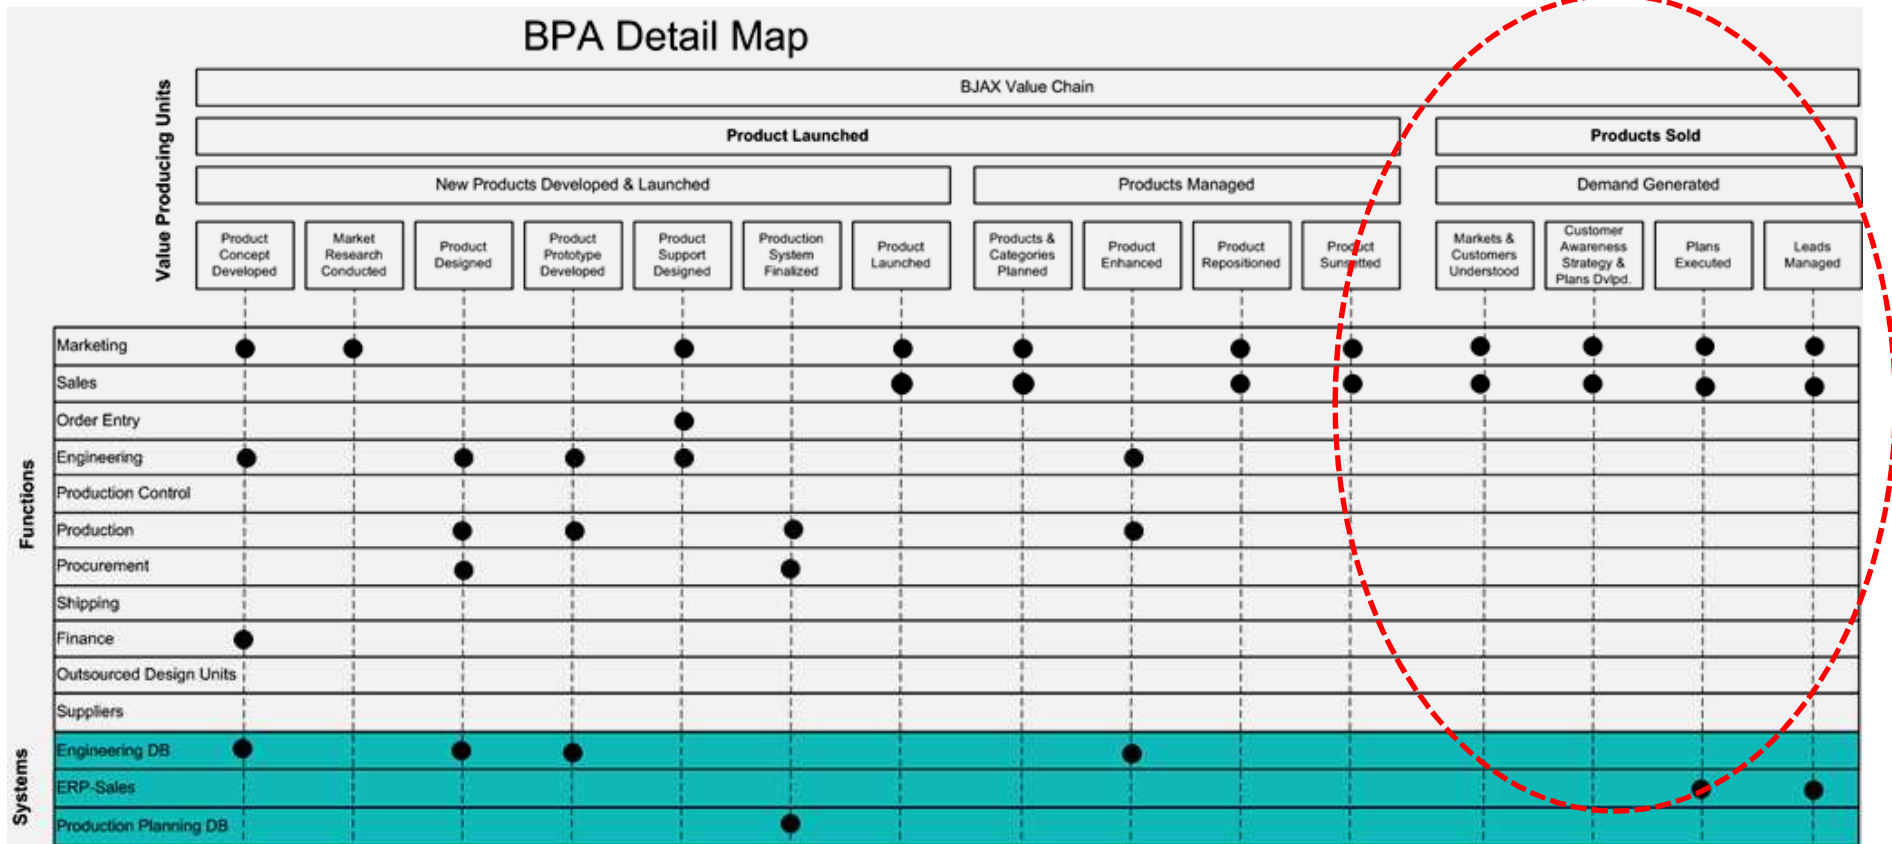 BPA Detail Map
Value Producing Units
BJAX Value Chain
Product Launched
Products Sold
New Products Developed & Launched
Products Managed
Demand Generated
Product
Concept
Developed
Market
Research
Conducted
Product
Designed
Product
Prototype
Developed
Product
Support
Designed
Production
System
Finalized
Product
Launched
Products &
Categories
Planned
Product
Enhanced
Product
Repositioned
Product
Sunsetted
Markets &
Customers
Understood
Customer
Awareness
Strategy &
Plans Dvlpd.
Plans
Executed
Leads
Managed
Functions
Marketing
Sales
Order Entry
Engineering
Production Control
Production
Procurement
Shipping
Finance
Outsourced Design Units
Suppliers
Systems
Engineering DB
ERP-Sales
Production Planning DB